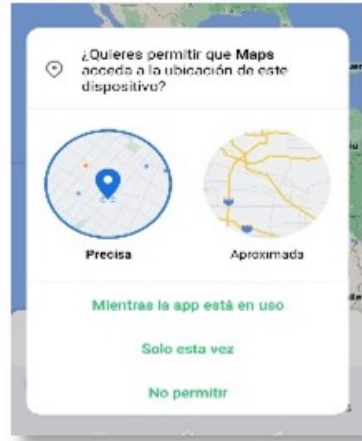 ¿Quieres permitir que Maps
acceda a la ubicación de este
dispositivo?
Precisa
Aproximada
Mientras la app está en uso
Solo esta vez
No permitir